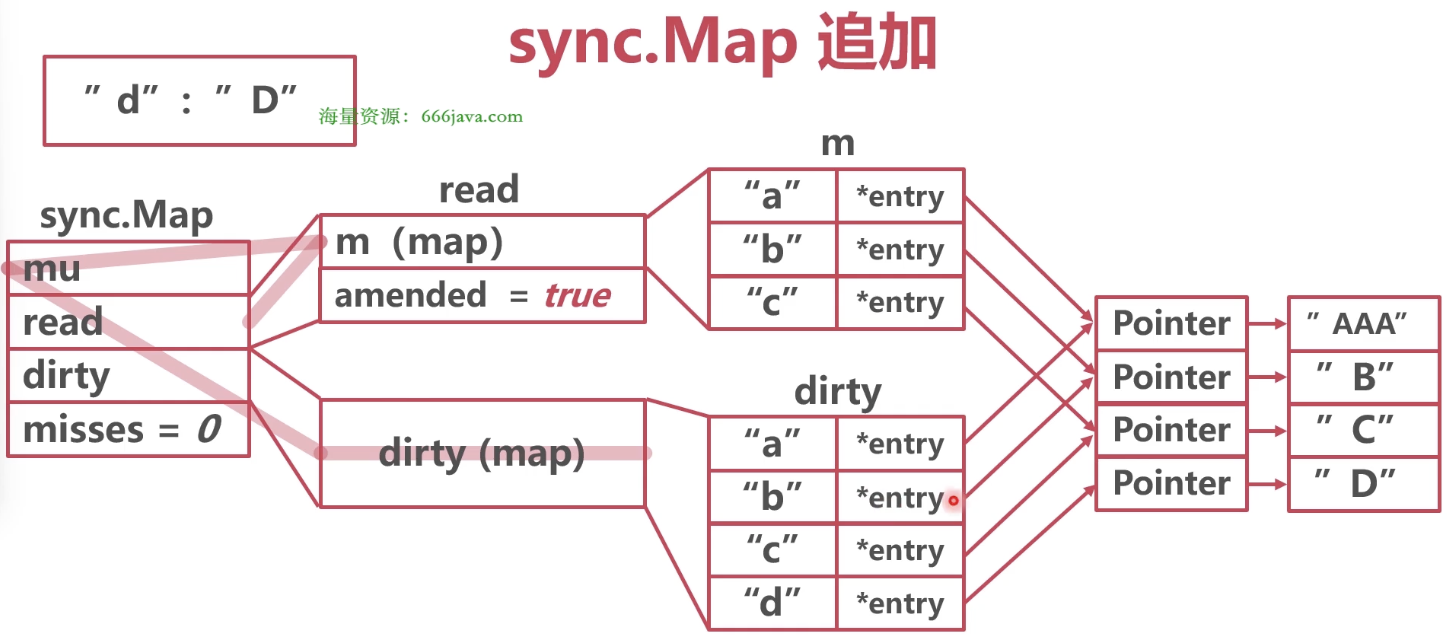 sync.Map 追加
” d” : ” D”
海量资源：666java.com
sync.Map
mu
read
dirty
misses = 0
read
m（map）
amended = true
dirty (map)
m
“a” *entry
“b” *entry
“c” *entry
dirty
“a” *entry
“b” *entry
“c” *entry
“d” *entry
Pointer ” AAA”
Pointer ” B”
Pointer ” C”
Pointer ” D”